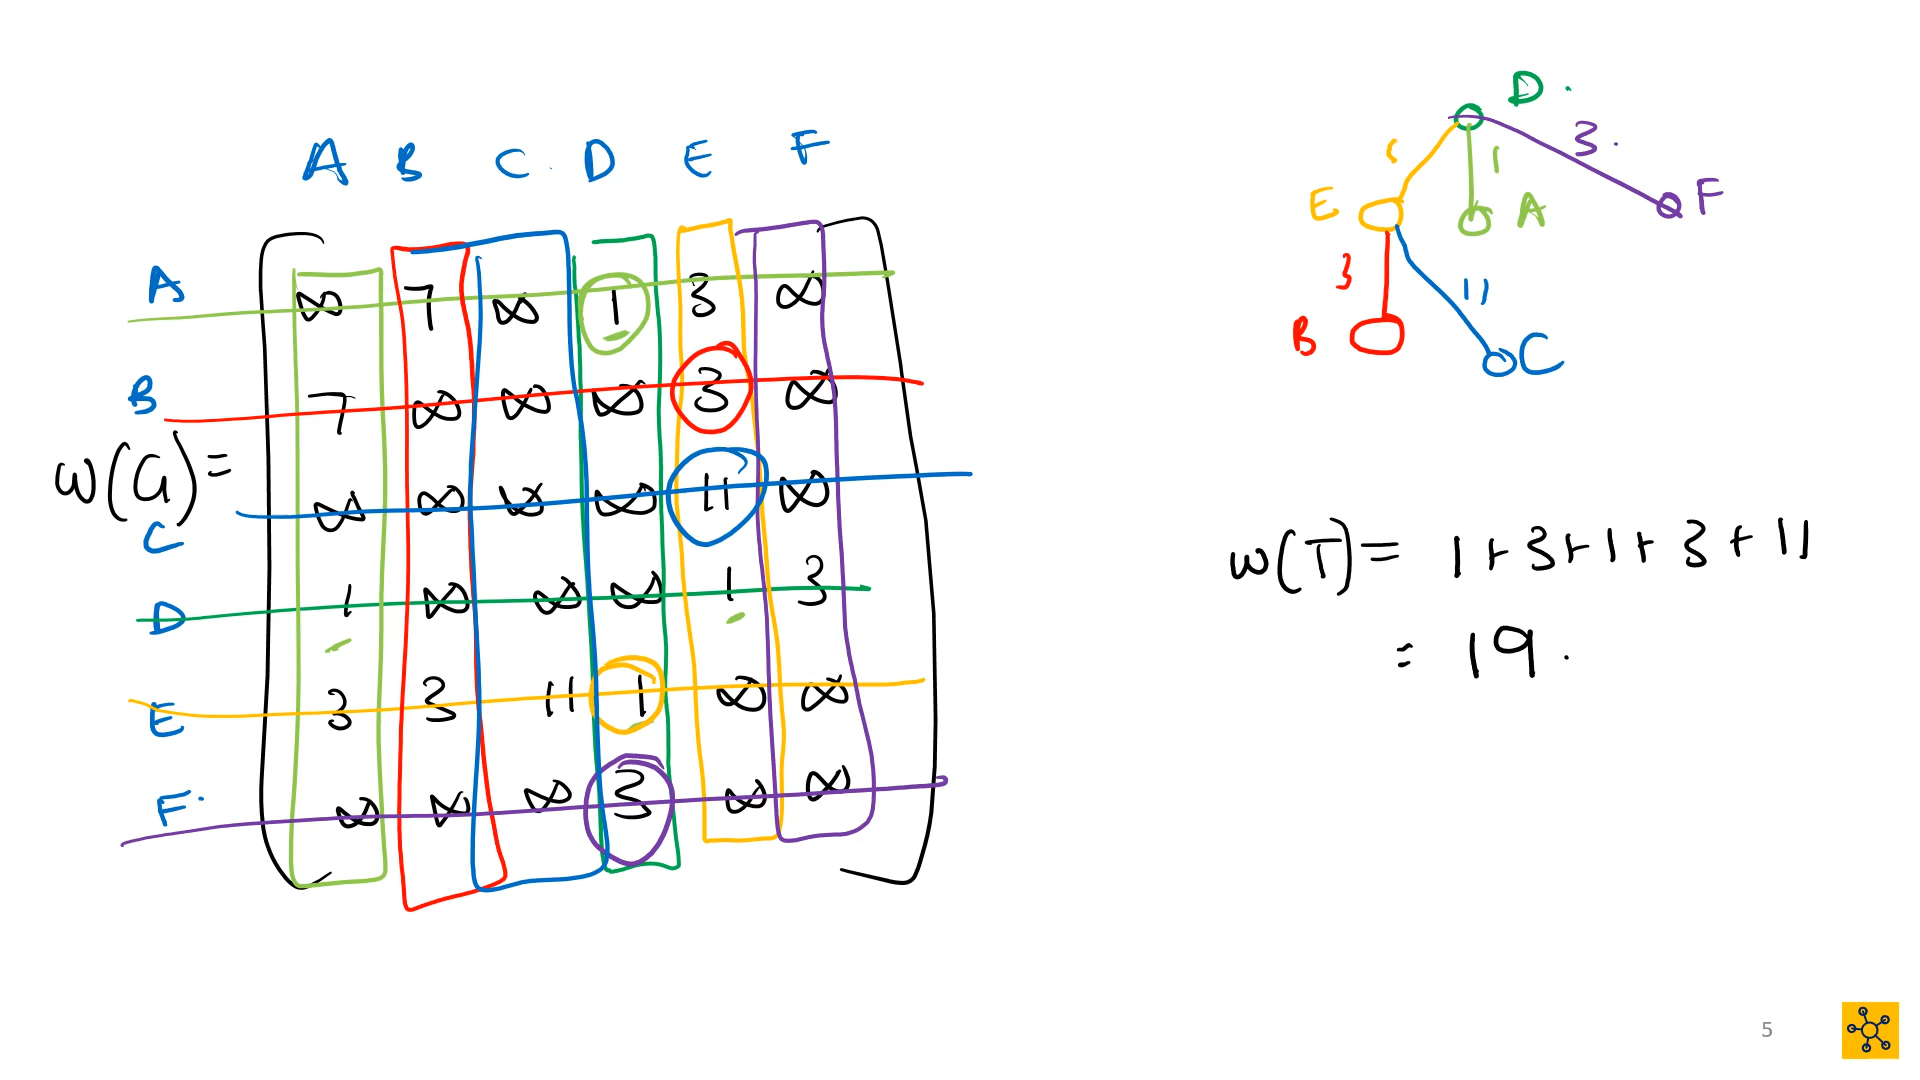 A B C D E F
A ∞ 7 ∞ 1 3 ∞
B 7 ∞ ∞ ∞ 3 ∞
W(G) =
C ∞ ∞ ∞ ∞ 11 ∞
D 1 ∞ ∞ ∞ 1 3
E 3 3 11 1 ∞ ∞
F ∞ ∞ ∞ 3 ∞ ∞
D
1 1 3
E A F
3 11
B C
w(T) = 1 + 3 + 1 + 3 + 11
= 19.
5